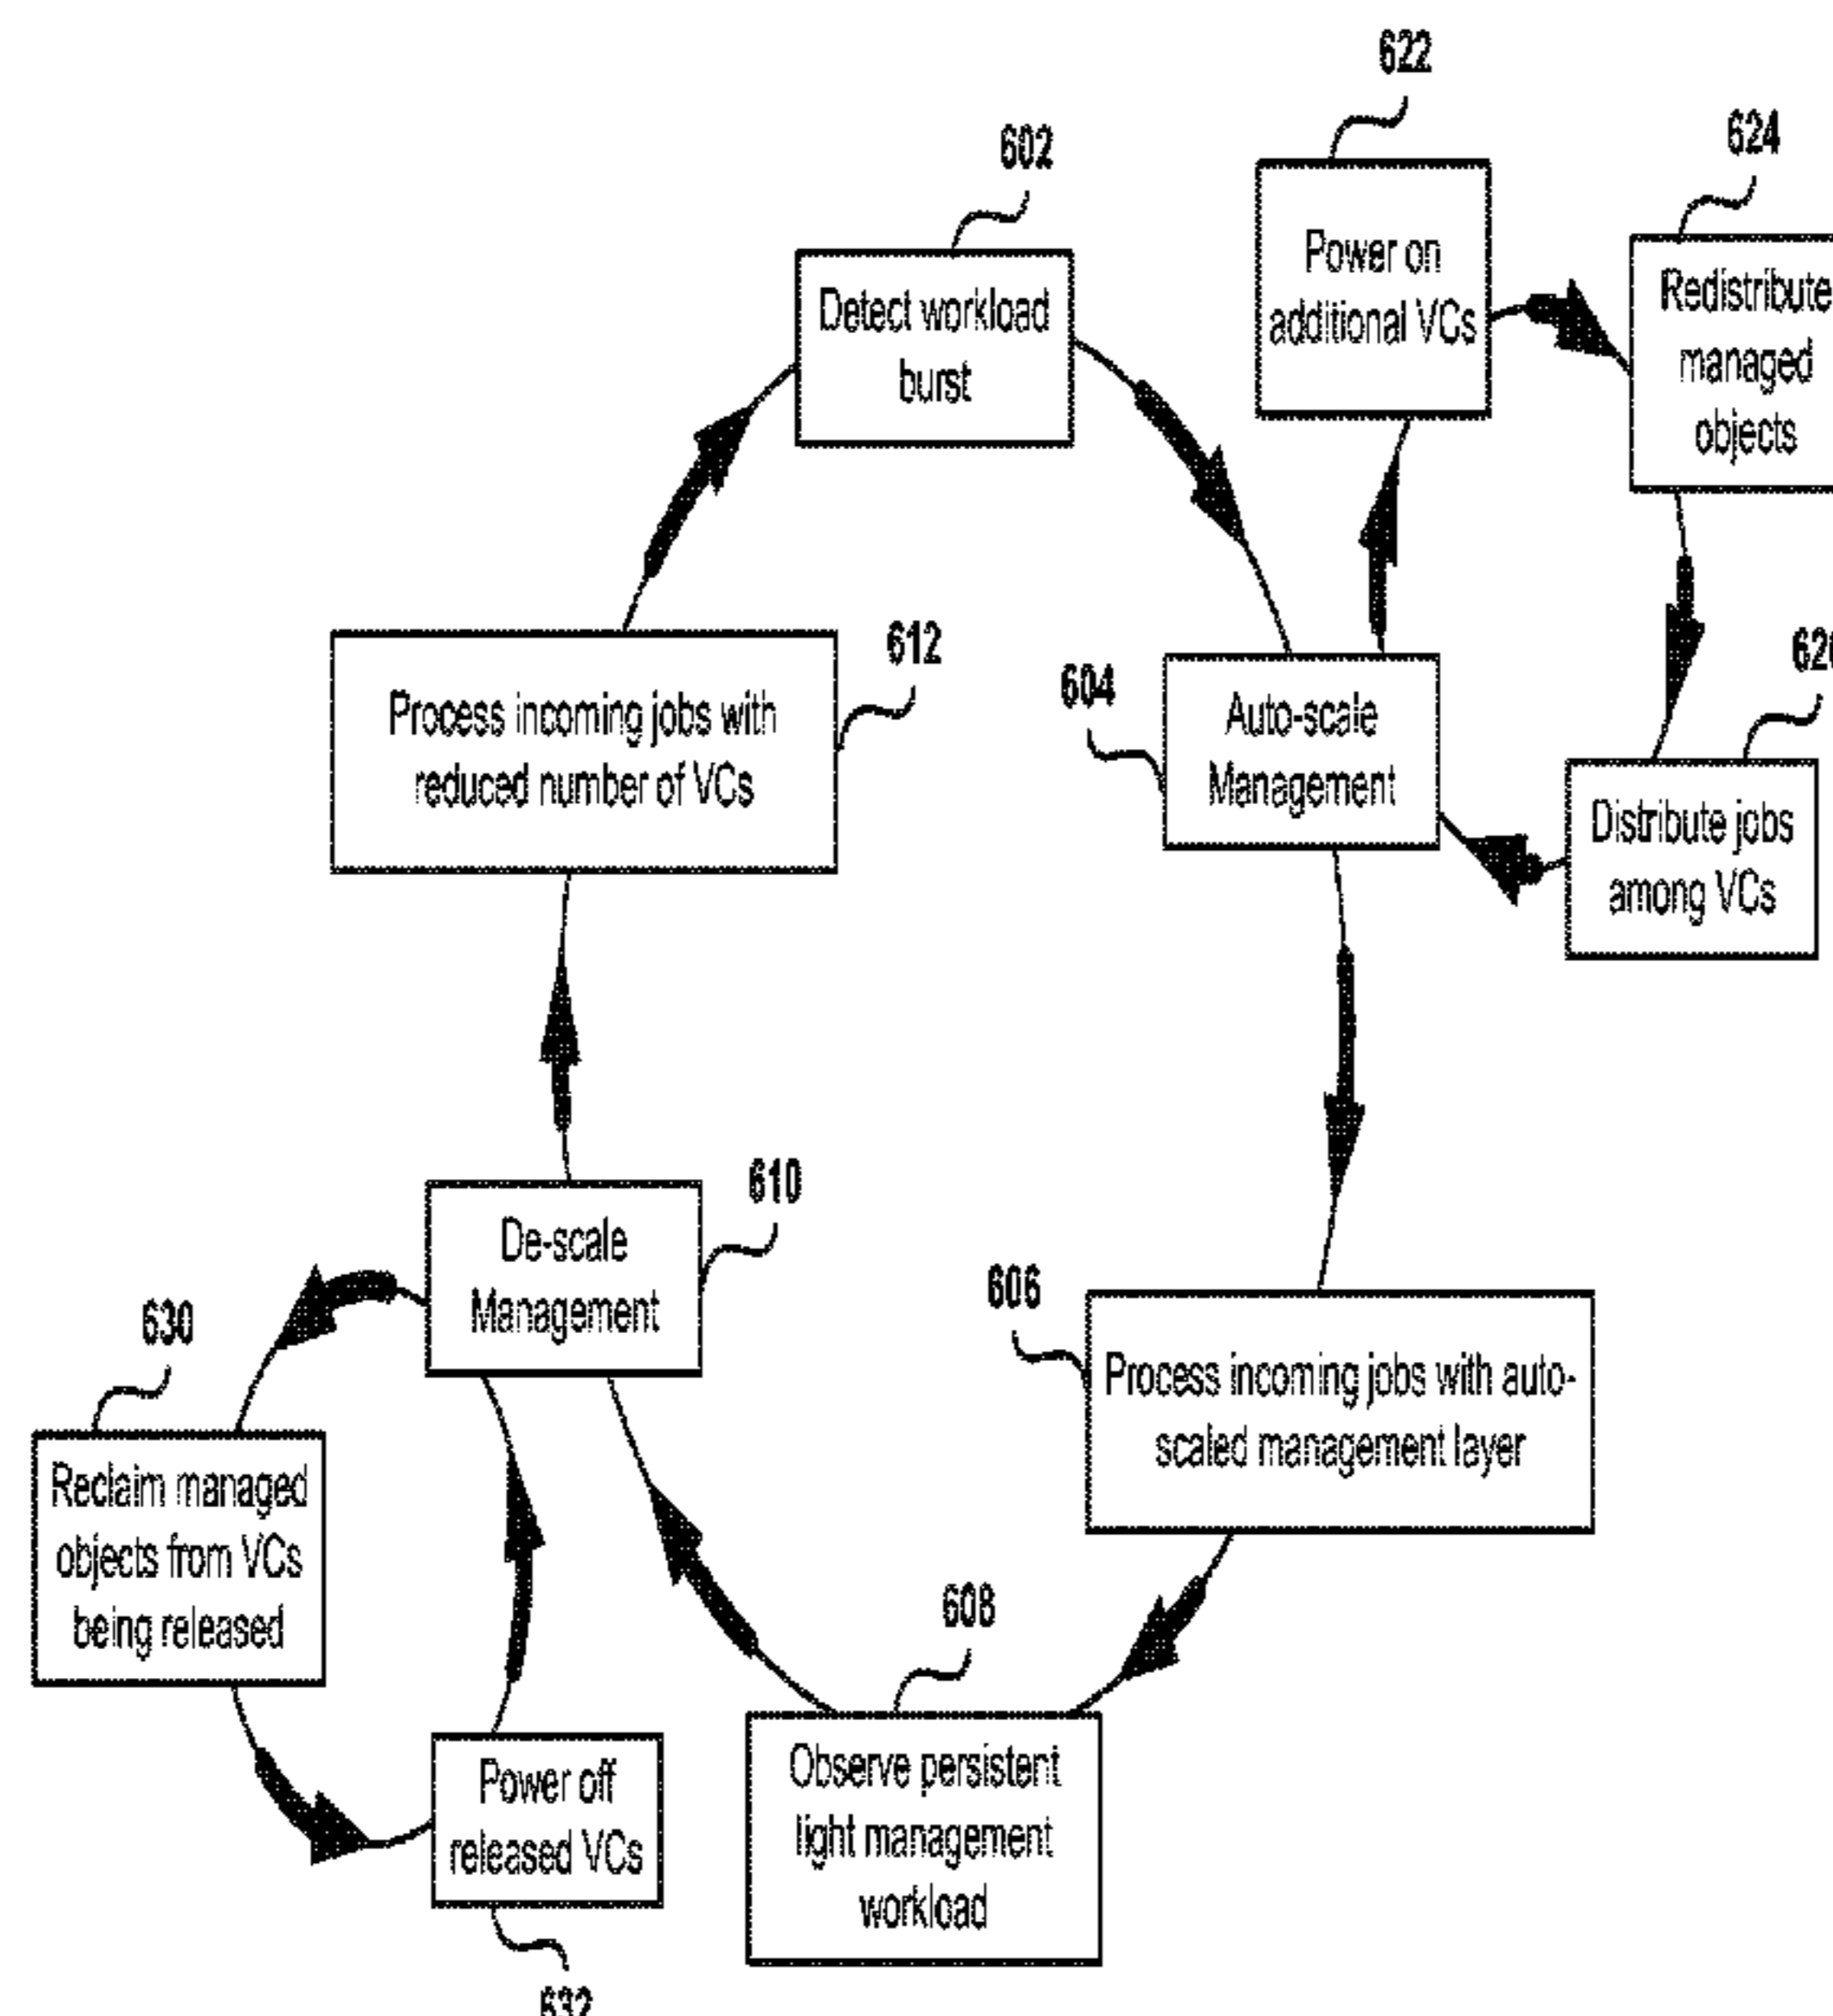 622
624
602
Power on
additional VCs
Redistribute
managed
objects
Detect workload
burst
612
604
Process incoming jobs with
reduced number of VCs
Auto-scale
Management
Distribute jobs
among VCs
610
De-scale
Management
606
630
Process incoming jobs with auto-
scaled management layer
Reclaim managed
objects from VCs
being released
608
Power off
released VCs
Observe persistent
light management
workload
632